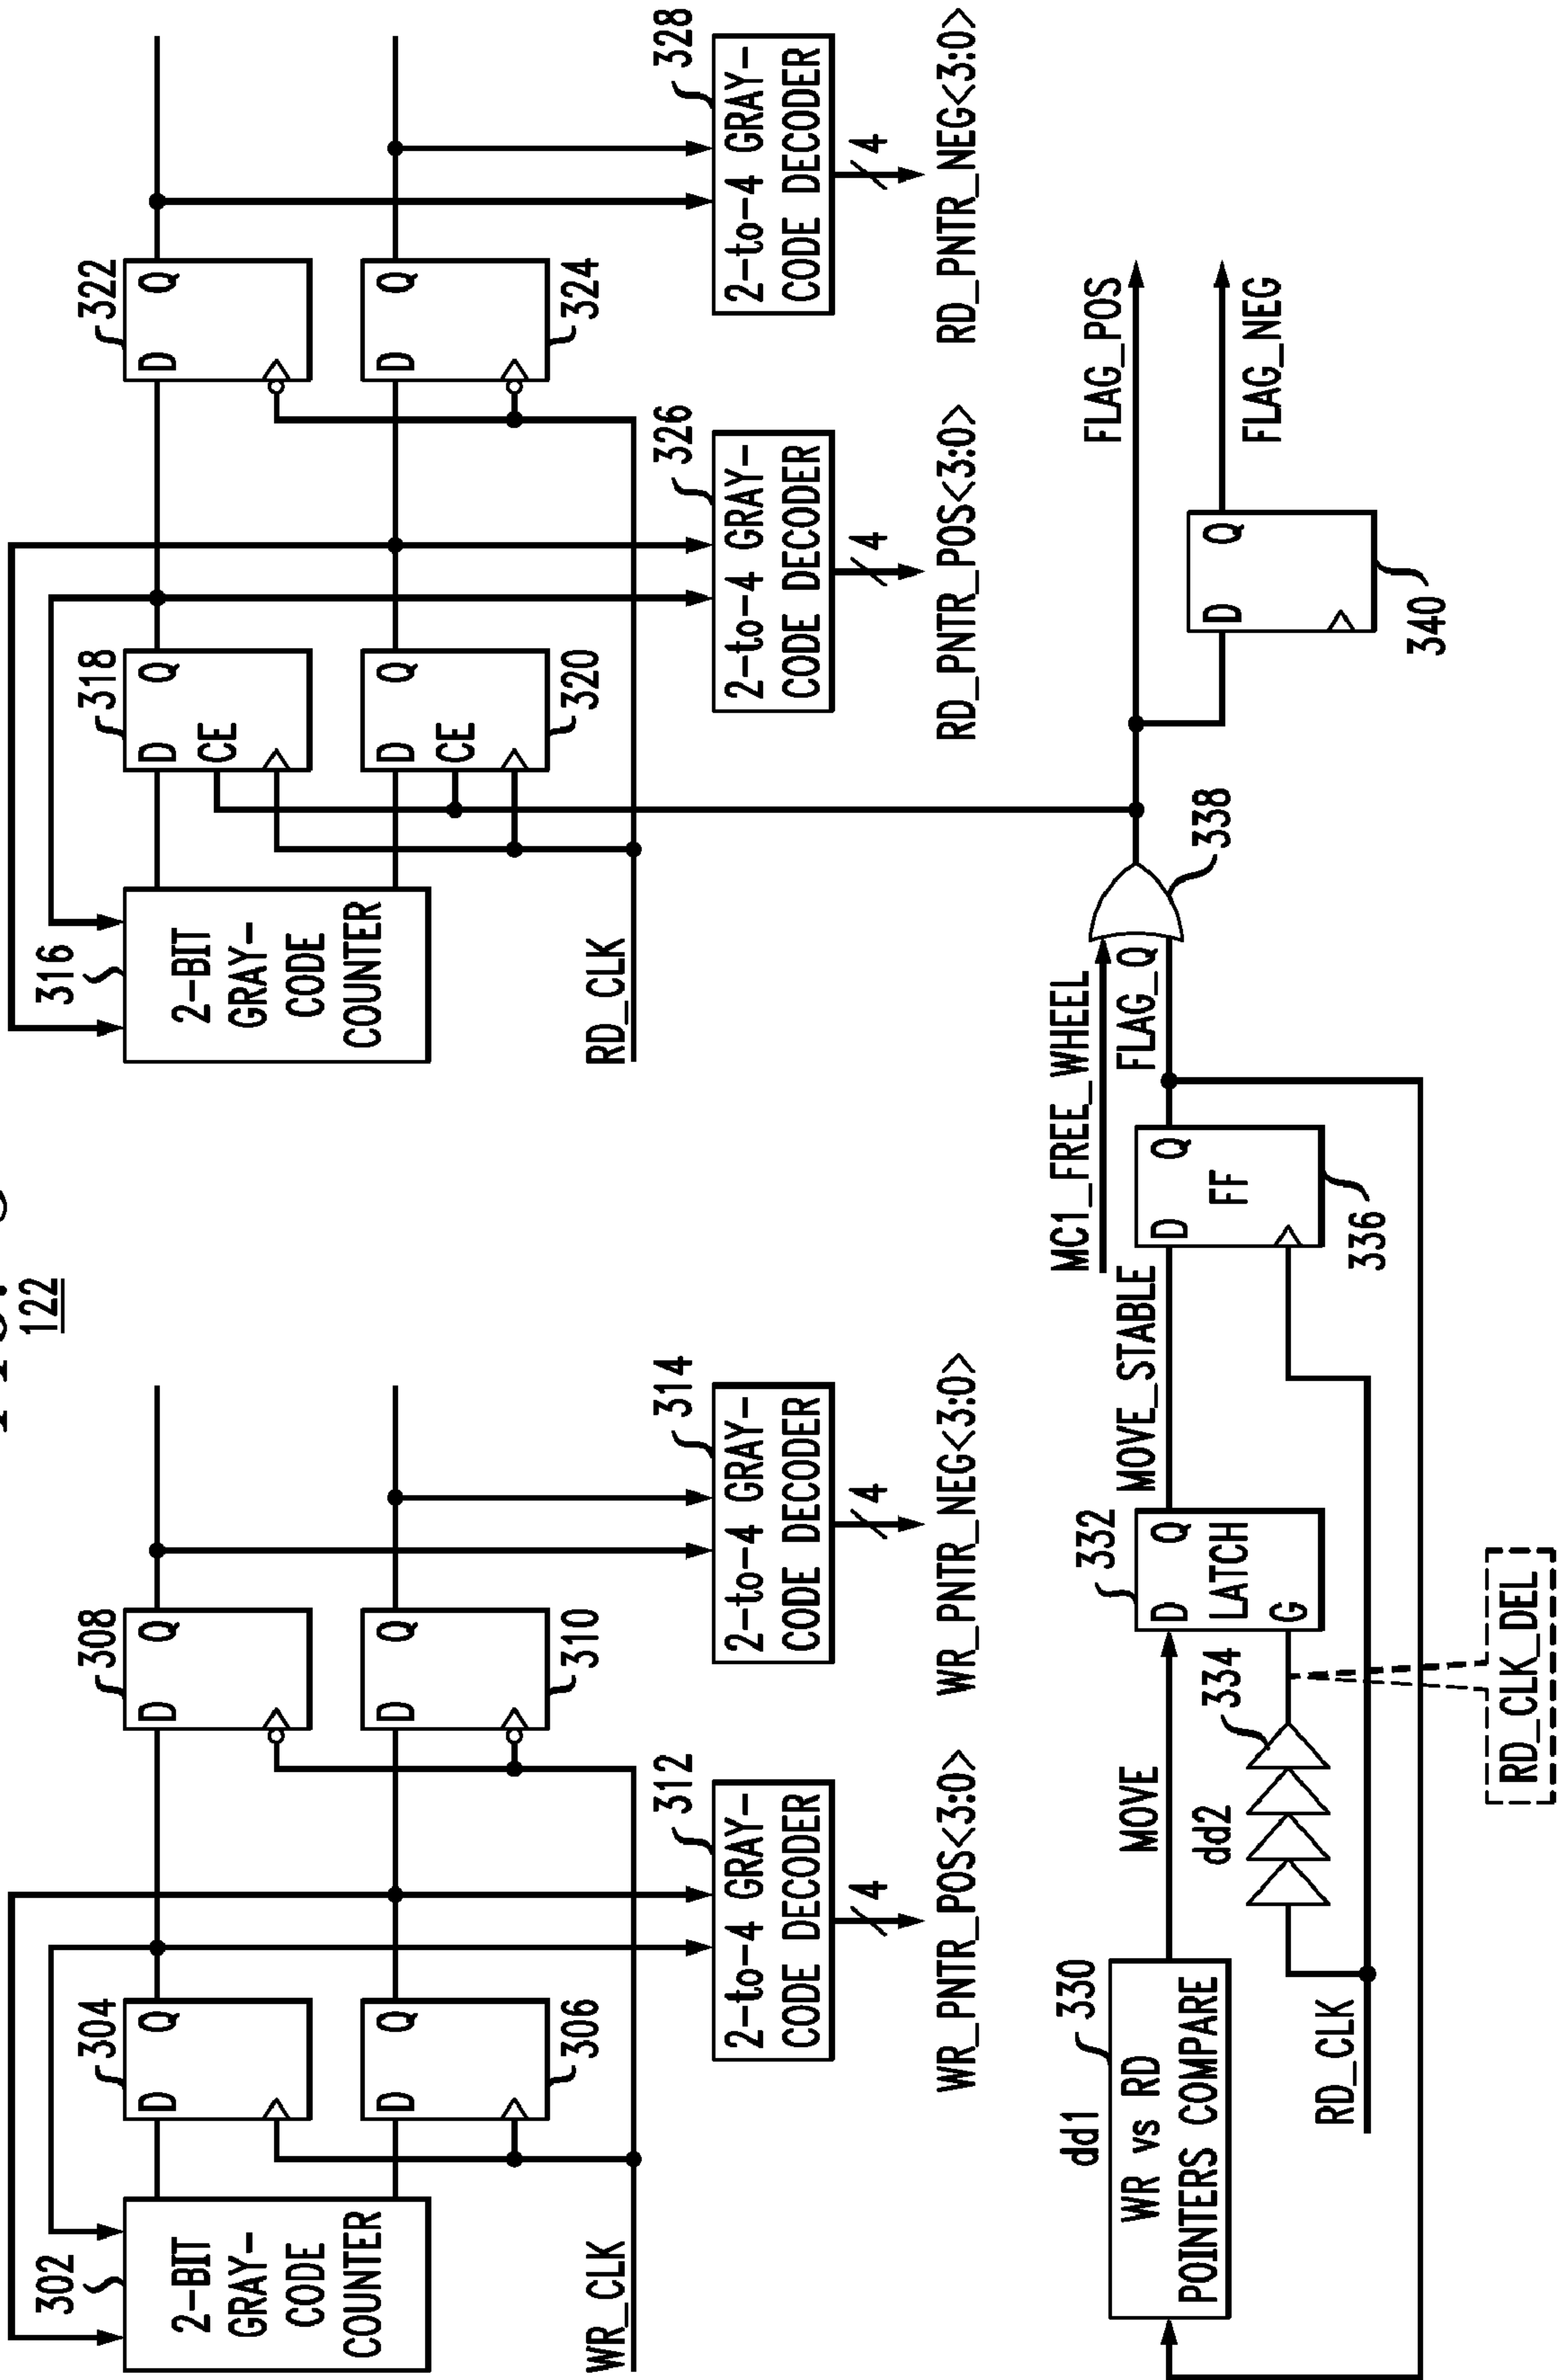 122
302
2-BIT
GRAY-
CODE
COUNTER
304
D Q
306
D Q
308
D Q
310
D Q
WR_CLK
312
2-to-4 GRAY-
CODE DECODER
4
WR_PNTR_POS<3:0>
314
2-to-4 GRAY-
CODE DECODER
4
WR_PNTR_NEG<3:0>
316
2-BIT
GRAY-
CODE
COUNTER
318
D Q
CE
320
D Q
CE
322
D Q
324
D Q
RD_CLK
326
2-to-4 GRAY-
CODE DECODER
4
RD_PNTR_POS<3:0>
328
2-to-4 GRAY-
CODE DECODER
4
RD_PNTR_NEG<3:0>
dd1
330
WR vs RD
POINTERS COMPARE
MOVE
dd2
334
RD_CLK
332
D Q
LATCH
G
RD_CLK_DEL
MOVE_STABLE
D Q
FF
336
MC1_FREE_WHEEL
FLAG_Q
338
FLAG_POS
D Q
340
FLAG_NEG